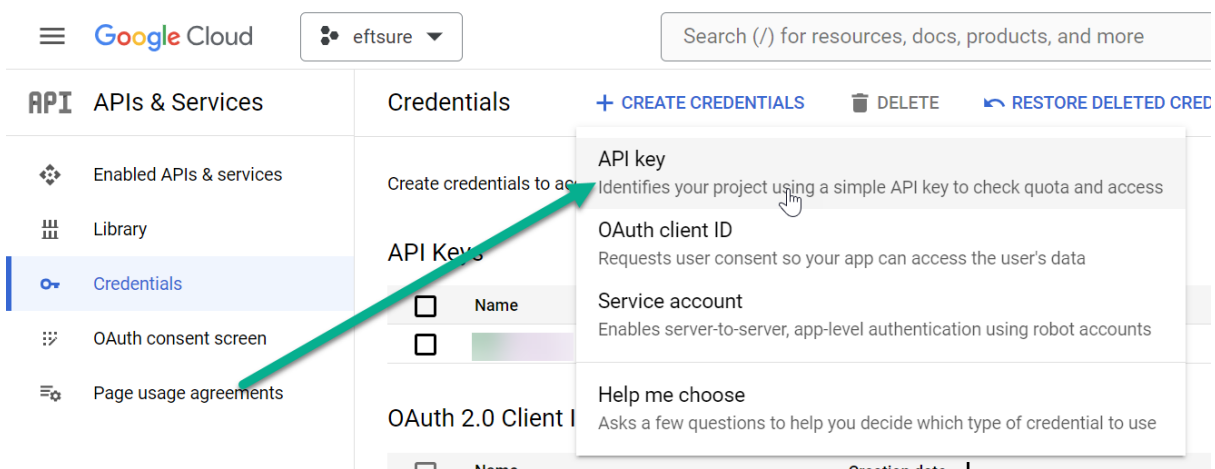 Google Cloud
eftsure
Search (/) for resources, docs, products, and more
API APIs & Services
Credentials
+ CREATE CREDENTIALS
DELETE
RESTORE DELETED CRED
Enabled APIs & services
Library
Credentials
OAuth consent screen
Page usage agreements
Create credentials to ac
API Keys
Name
OAuth 2.0 Client I
Name
Creation date
API key
Identifies your project using a simple API key to check quota and access
OAuth client ID
Requests user consent so your app can access the user's data
Service account
Enables server-to-server, app-level authentication using robot accounts
Help me choose
Asks a few questions to help you decide which type of credential to use